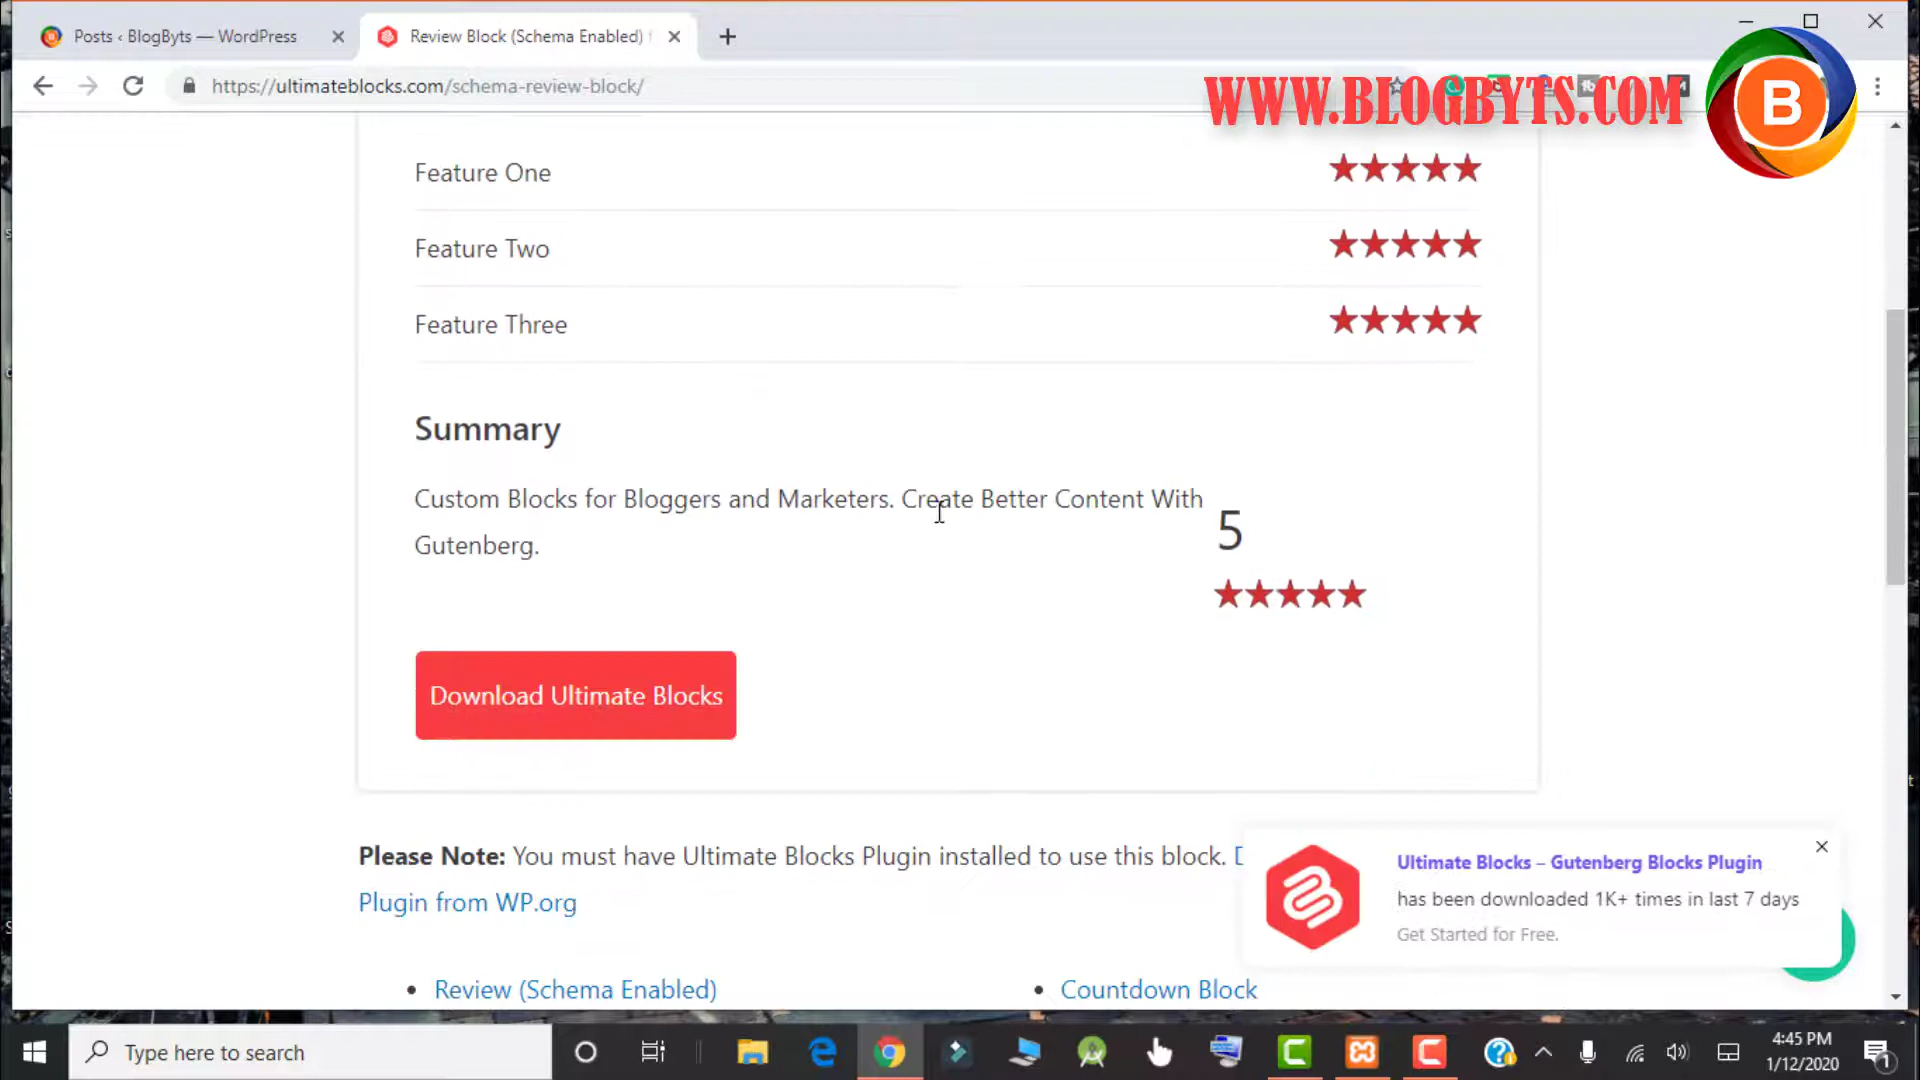 Posts ‹ BlogByts — WordPress
Review Block (Schema Enabled)
https://ultimateblocks.com/schema-review-block/
WWW.BLOGBYTS.COM
B
Feature One
Feature Two
Feature Three
Summary
Custom Blocks for Bloggers and Marketers. Create Better Content With
Gutenberg.
5
Download Ultimate Blocks
Please Note: You must have Ultimate Blocks Plugin installed to use this block.
Plugin from WP.org
Ultimate Blocks – Gutenberg Blocks Plugin
has been downloaded 1K+ times in last 7 days
Get Started for Free.
Review (Schema Enabled)
Countdown Block
Type here to search
4:45 PM
1/12/2020
1